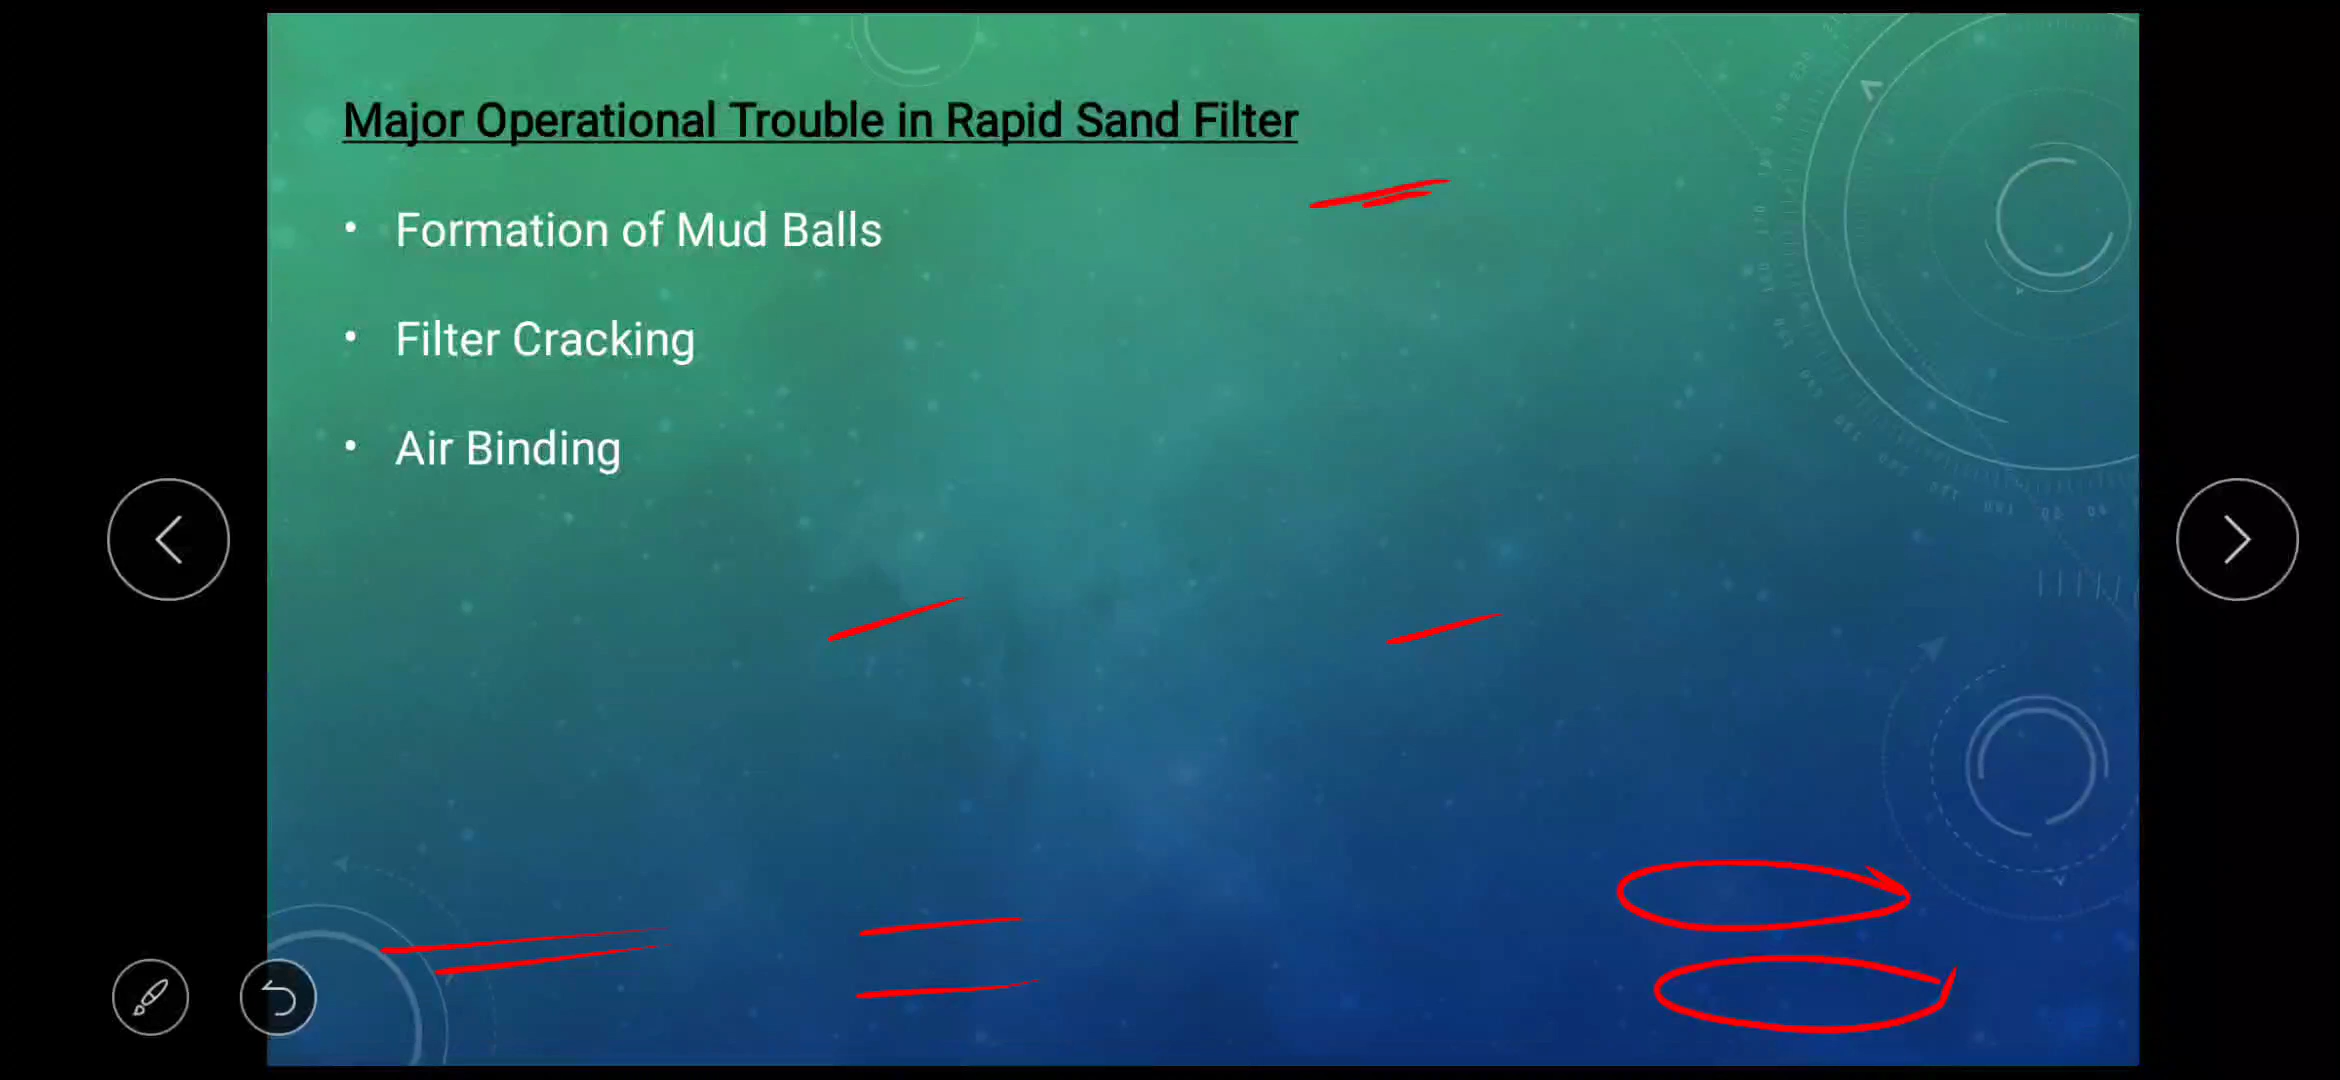 Major Operational Trouble in Rapid Sand Filter
• Formation of Mud Balls
• Filter Cracking
• Air Binding